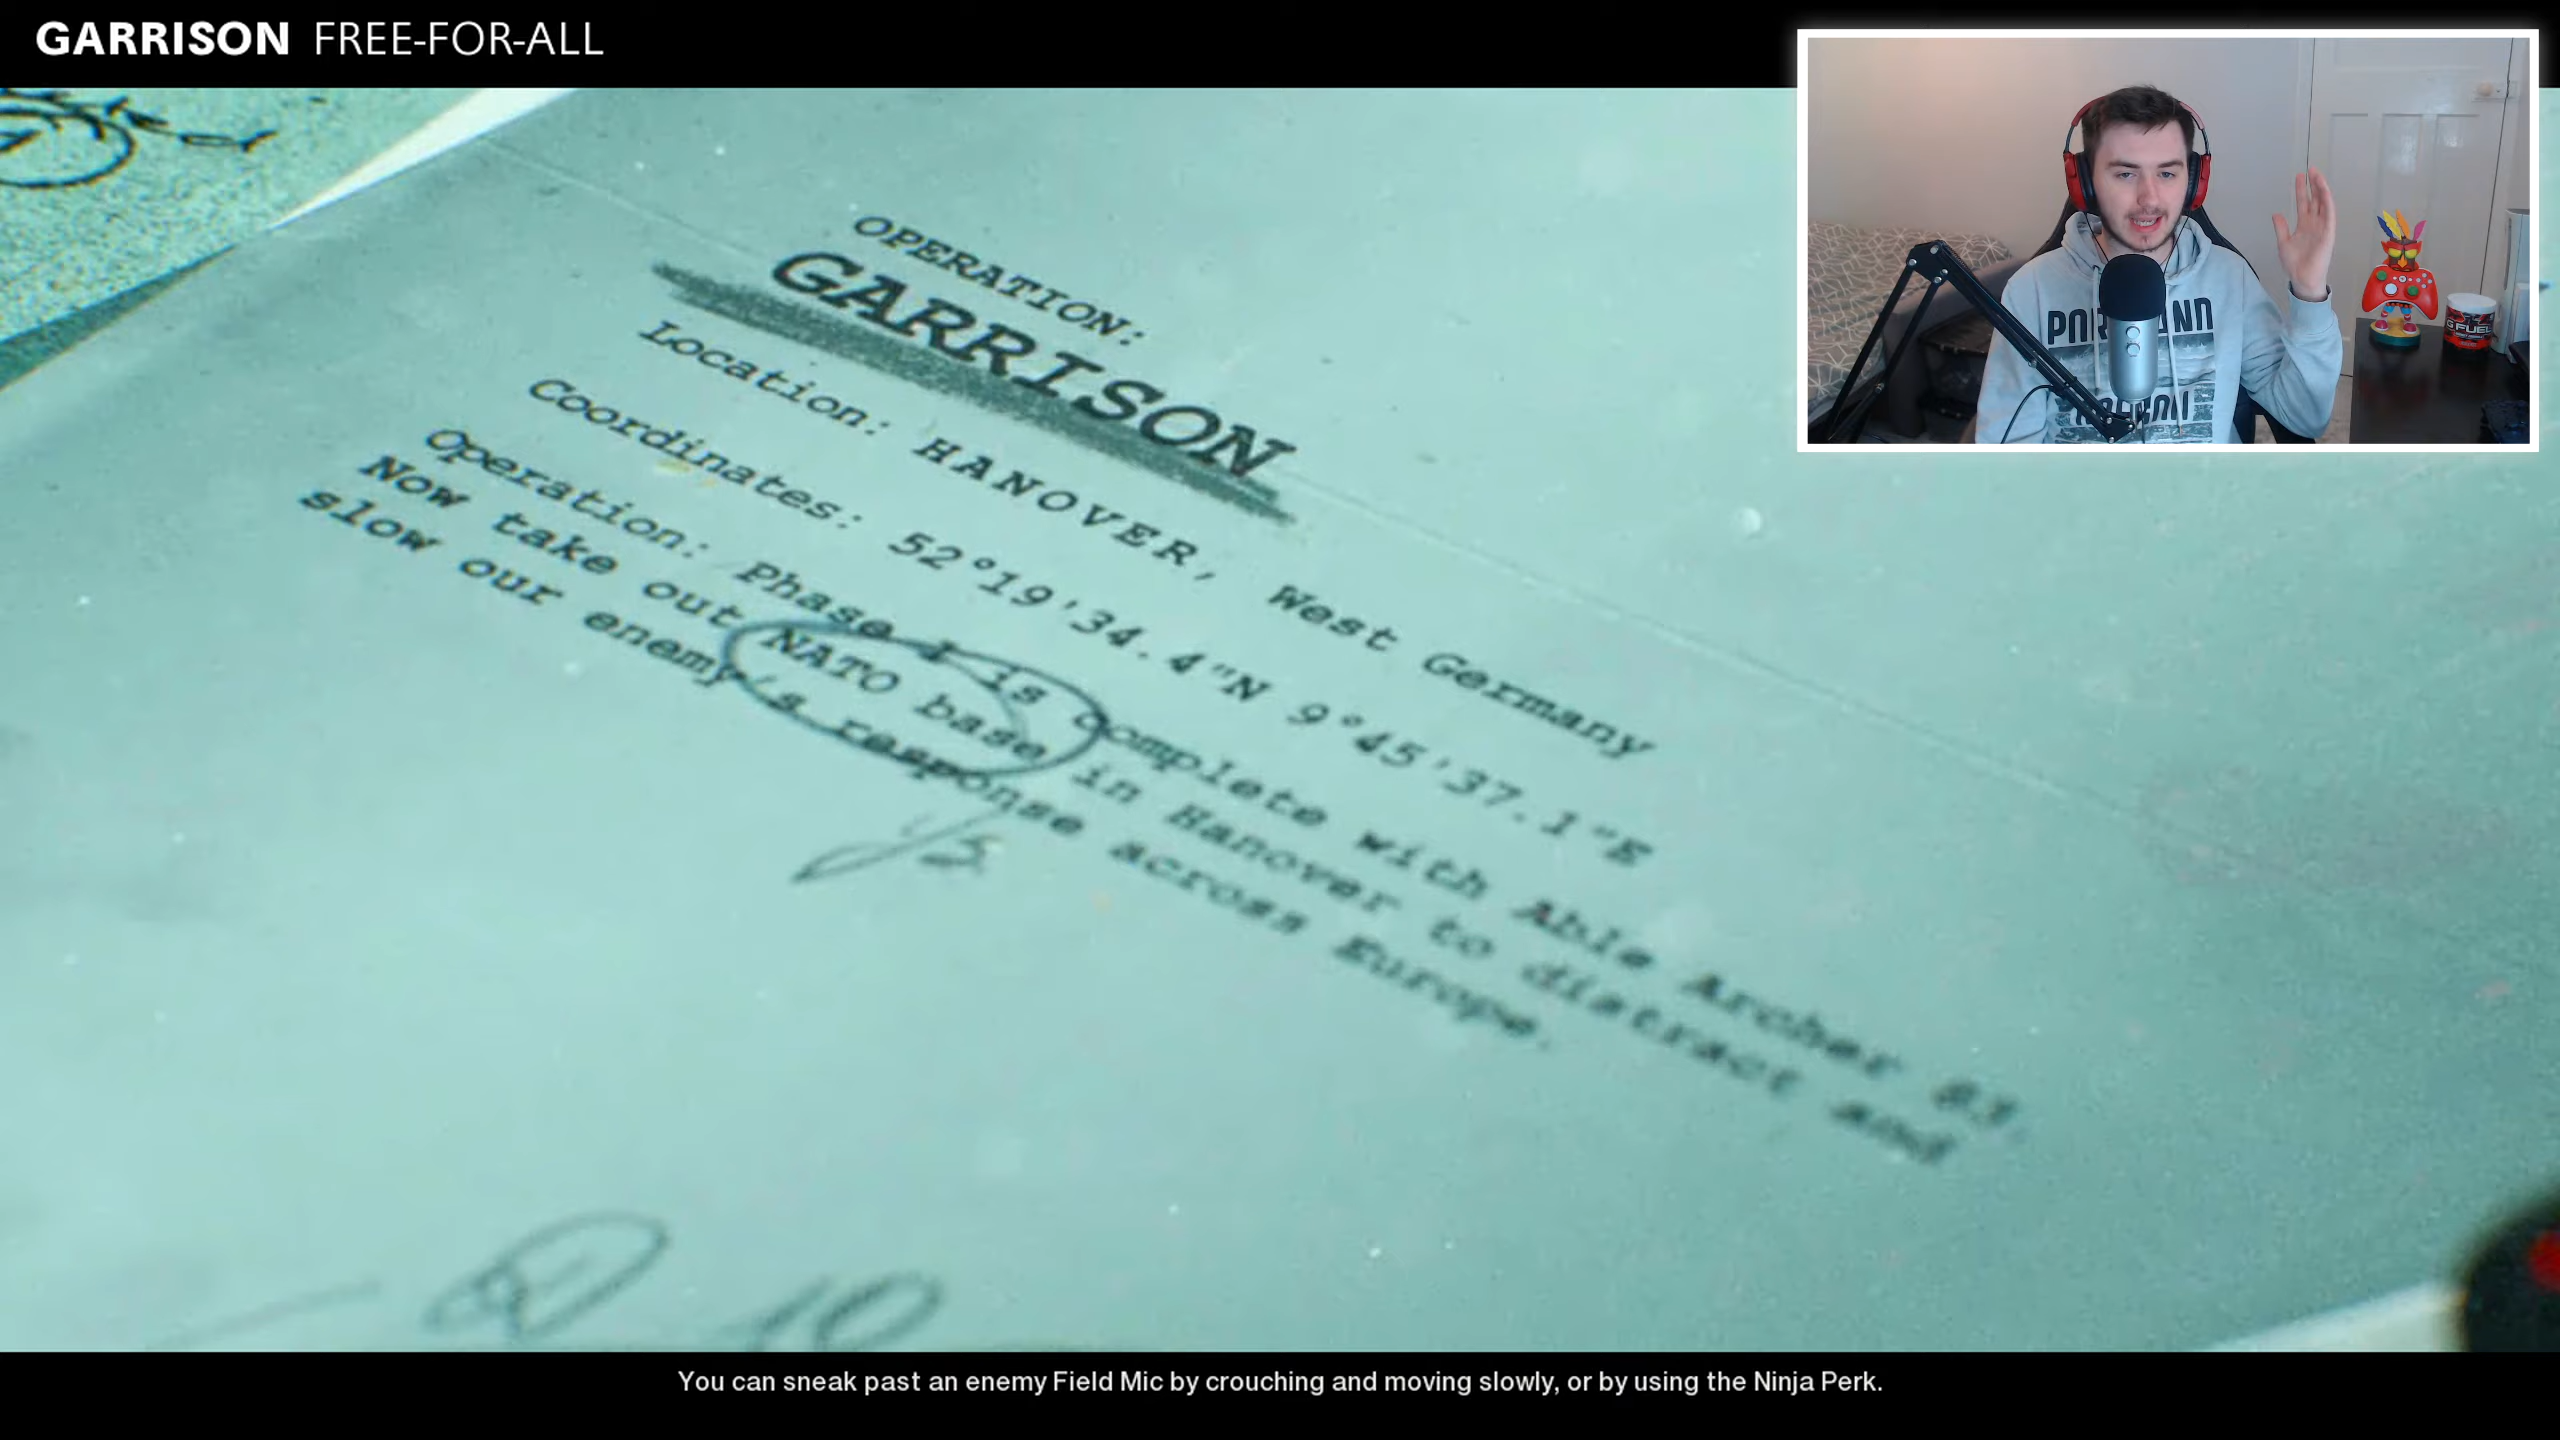 GARRISON FREE-FOR-ALL
OPERATION:
GARRISON
Location: HANOVER, West Germany
Coordinates: 52°19'34.4"N 9°45'37.1"E
Operation: Phase I is complete with Able Archer 83.
Now take out NATO base in Hanover to distract and
slow our enemy's response across Europe.
G FUEL
You can sneak past an enemy Field Mic by crouching and moving slowly, or by using the Ninja Perk.